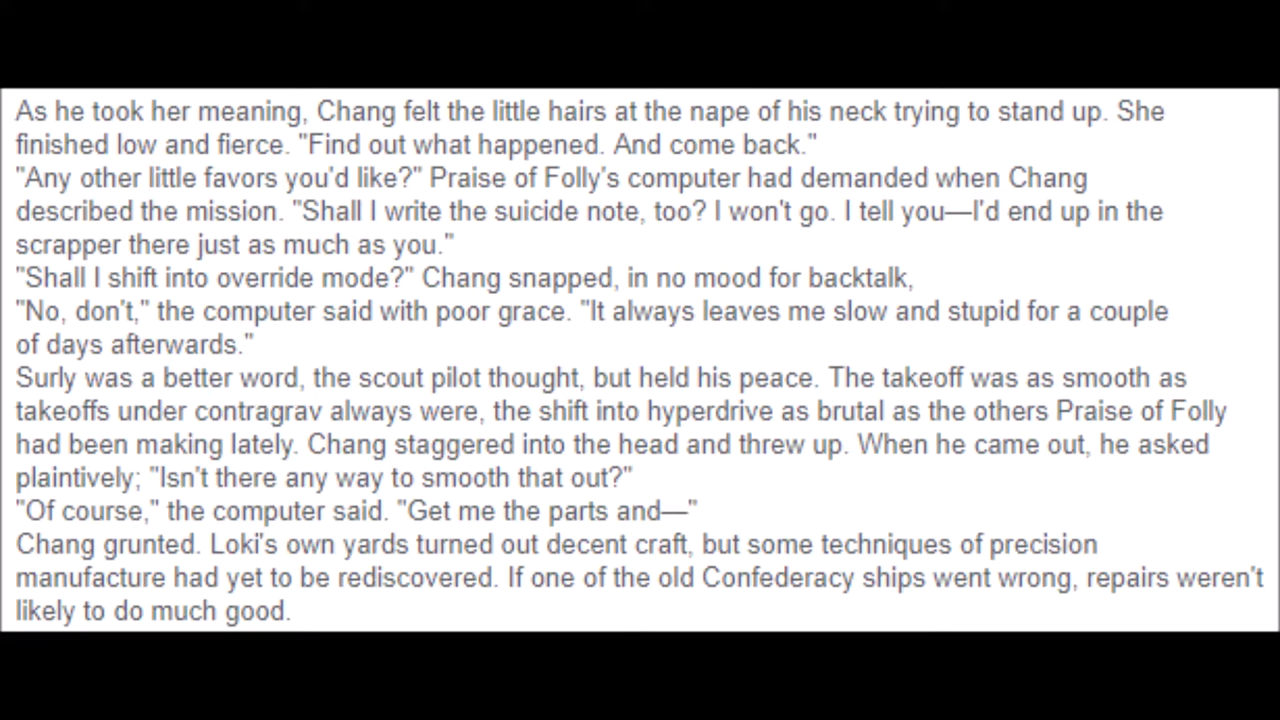 As he took her meaning, Chang felt the little hairs at the nape of his neck trying to stand up. She
finished low and fierce. "Find out what happened. And come back."
"Any other little favors you'd like?" Praise of Folly's computer had demanded when Chang
described the mission. "Shall I write the suicide note, too? I won't go. I tell you—I'd end up in the
scrapper there just as much as you."
"Shall I shift into override mode?" Chang snapped, in no mood for backtalk,
"No, don't," the computer said with poor grace. "It always leaves me slow and stupid for a couple
of days afterwards."
Surly was a better word, the scout pilot thought, but held his peace. The takeoff was as smooth as
takeoffs under contragrav always were, the shift into hyperdrive as brutal as the others Praise of Folly
had been making lately. Chang staggered into the head and threw up. When he came out, he asked
plaintively; "Isn't there any way to smooth that out?"
"Of course," the computer said. "Get me the parts and—"
Chang grunted. Loki's own yards turned out decent craft, but some techniques of precision
manufacture had yet to be rediscovered. If one of the old Confederacy ships went wrong, repairs weren't
likely to do much good.